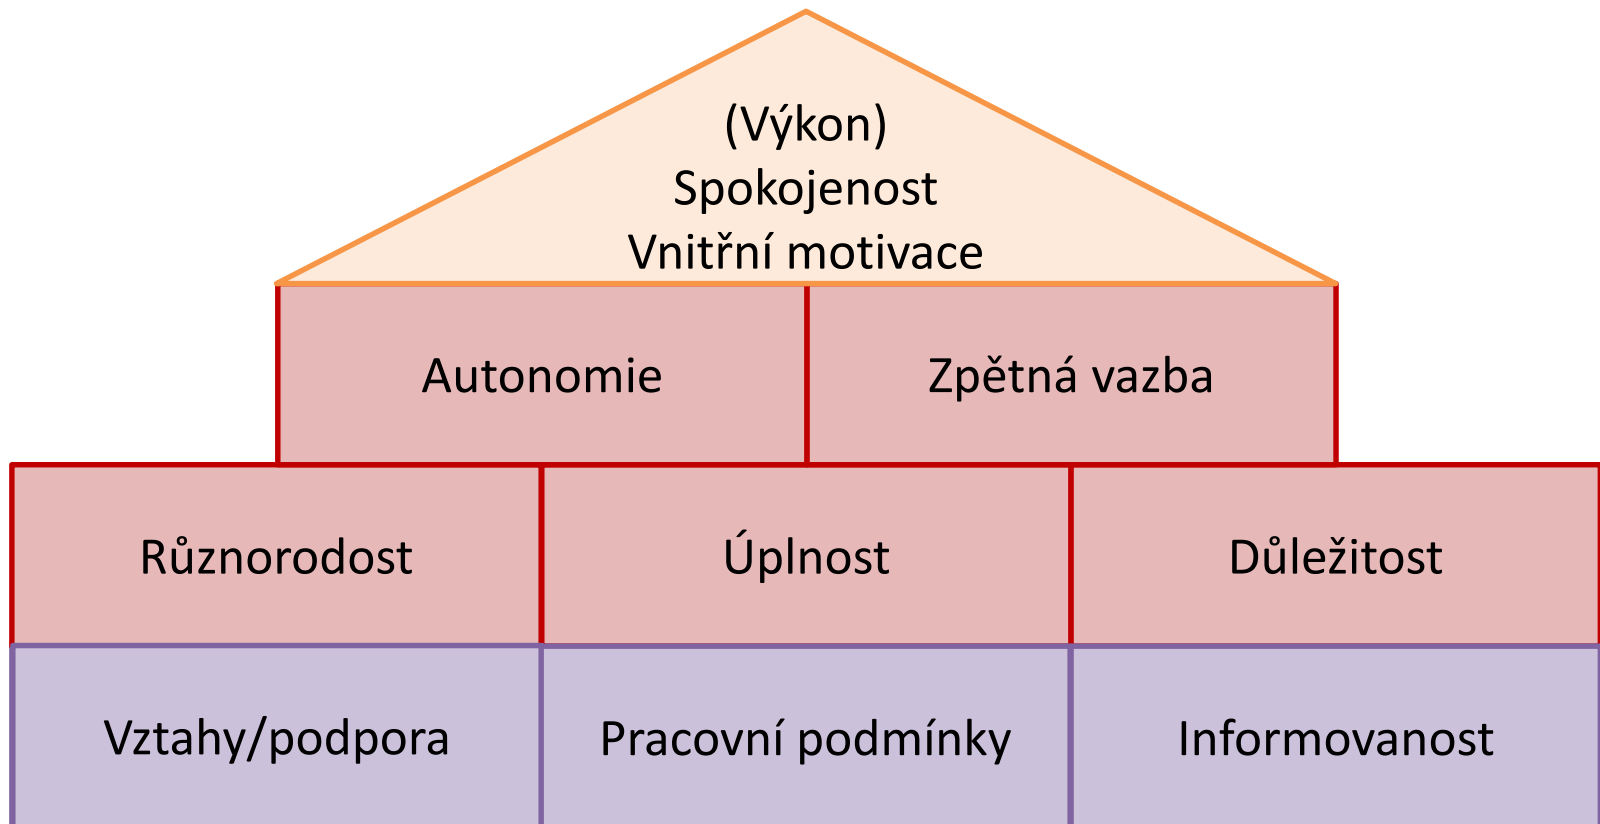 (Výkon)
Spokojenost
Vnitřní motivace
Autonomie
Zpětná vazba
Různorodost
Úplnost
Důležitost
Vztahy/podpora
Pracovní podmínky
Informovanost